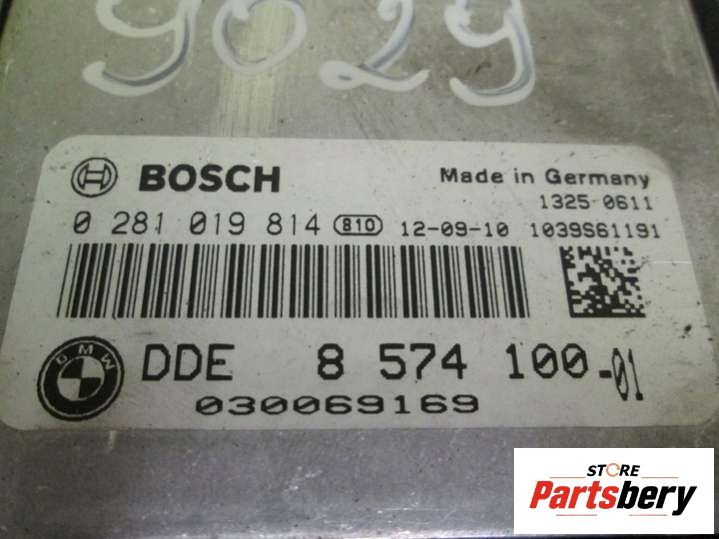 9029
BOSCH Made in Germany
1325 0611
0 281 019 814 810 12-09-10 1039S61191
BMW DDE 8 574 100-01
030069169
STORE
Partsbery